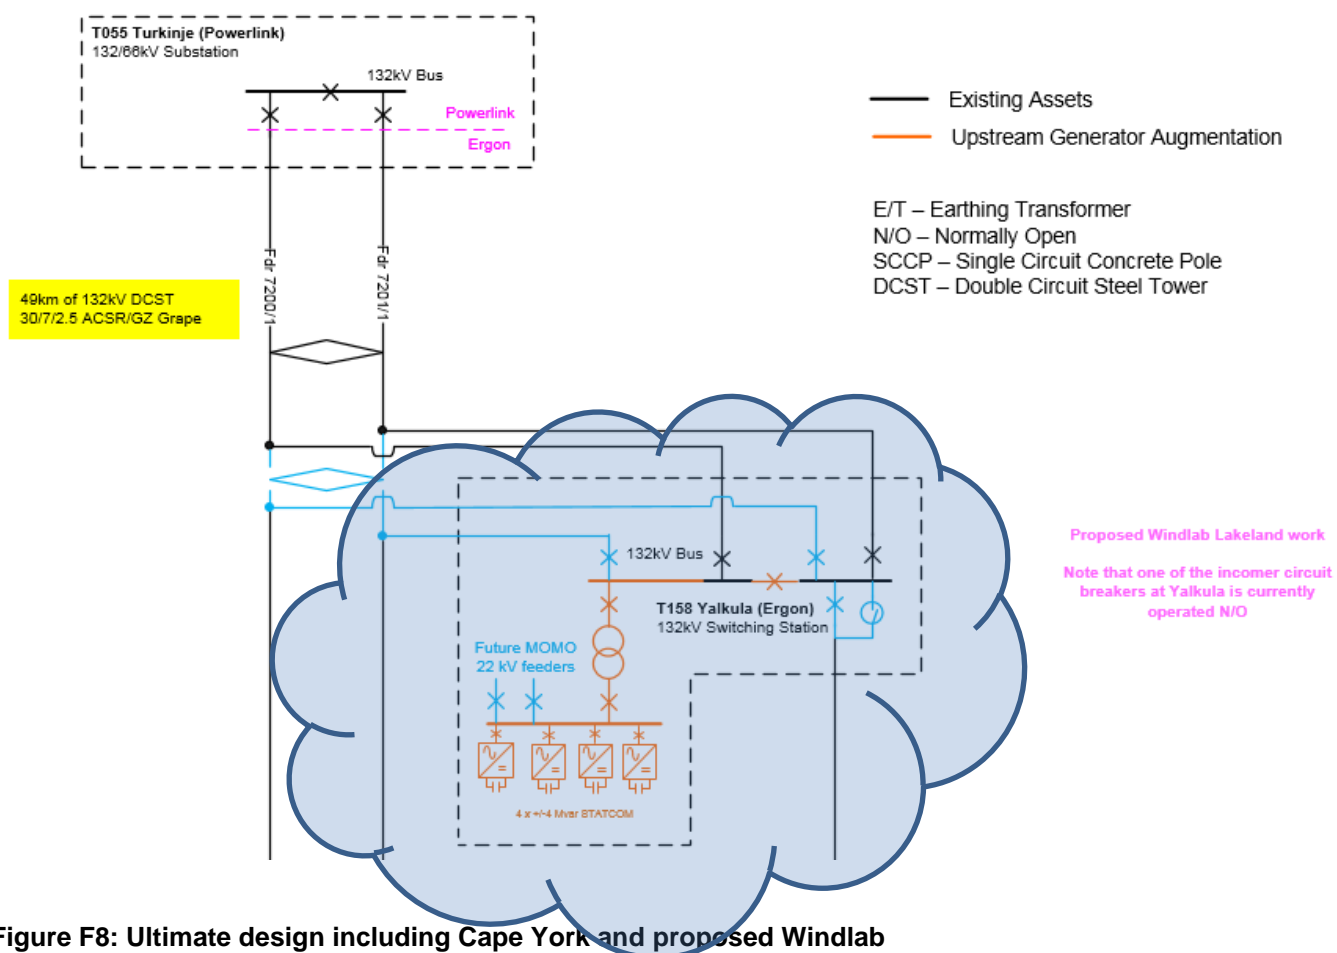 T055 Turkinje (Powerlink)
132/66kV Substation
132kV Bus
Powerlink
Ergon
Existing Assets
Upstream Generator Augmentation
E/T – Earthing Transformer
N/O – Normally Open
SCCP – Single Circuit Concrete Pole
DCST – Double Circuit Steel Tower
Fdr 7200/1
Fdr 7201/1
49km of 132kV DCST
30/7/2.5 ACSR/GZ Grape
132kV Bus
T158 Yalkula (Ergon)
132kV Switching Station
Future MOMO
22 kV feeders
4 x +/-4 Mvar STATCOM
Proposed Windlab Lakeland work
Note that one of the incomer circuit
breakers at Yalkula is currently
operated N/O
Figure F8: Ultimate design including Cape York and proposed Windlab